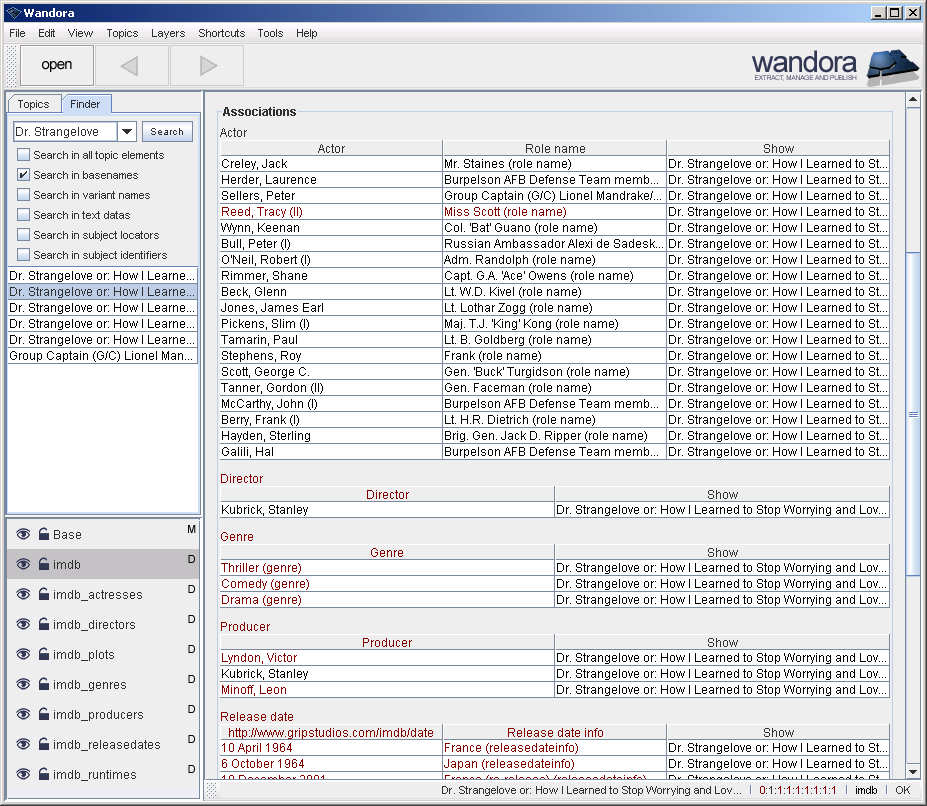 Wandora
File Edit View Topics Layers Shortcuts Tools Help
open
wandora
EXTRACT, MANAGE AND PUBLISH
Topics Finder
Dr. Strangelove Search
Search in all topic elements
Search in basenames
Search in variant names
Search in text datas
Search in subject locators
Search in subject identifiers
Dr. Strangelove or: How I Learne...
Dr. Strangelove or: How I Learne...
Dr. Strangelove or: How I Learne...
Dr. Strangelove or: How I Learne...
Dr. Strangelove or: How I Learne...
Group Captain (G/C) Lionel Man...
Base M
imdb D
imdb_actresses D
imdb_directors D
imdb_plots D
imdb_genres D
imdb_producers D
imdb_releasedates D
imdb_runtimes D
Associations
Actor
Actor Role name Show
Creley, Jack Mr. Staines (role name) Dr. Strangelove or: How I Learned to St...
Herder, Laurence Burpelson AFB Defense Team memb... Dr. Strangelove or: How I Learned to St...
Sellers, Peter Group Captain (G/C) Lionel Mandrake/... Dr. Strangelove or: How I Learned to St...
Reed, Tracy (II) Miss Scott (role name) Dr. Strangelove or: How I Learned to St...
Wynn, Keenan Col. 'Bat' Guano (role name) Dr. Strangelove or: How I Learned to St...
Bull, Peter (I) Russian Ambassador Alexi de Sadesk... Dr. Strangelove or: How I Learned to St...
O'Neil, Robert (I) Adm. Randolph (role name) Dr. Strangelove or: How I Learned to St...
Rimmer, Shane Capt. G.A. 'Ace' Owens (role name) Dr. Strangelove or: How I Learned to St...
Beck, Glenn Lt. W.D. Kivel (role name) Dr. Strangelove or: How I Learned to St...
Jones, James Earl Lt. Lothar Zogg (role name) Dr. Strangelove or: How I Learned to St...
Pickens, Slim (I) Maj. T.J. 'King' Kong (role name) Dr. Strangelove or: How I Learned to St...
Tamarin, Paul Lt. B. Goldberg (role name) Dr. Strangelove or: How I Learned to St...
Stephens, Roy Frank (role name) Dr. Strangelove or: How I Learned to St...
Scott, George C. Gen. 'Buck' Turgidson (role name) Dr. Strangelove or: How I Learned to St...
Tanner, Gordon (II) Gen. Faceman (role name) Dr. Strangelove or: How I Learned to St...
McCarthy, John (I) Burpelson AFB Defense Team memb... Dr. Strangelove or: How I Learned to St...
Berry, Frank (I) Lt. H.R. Dietrich (role name) Dr. Strangelove or: How I Learned to St...
Hayden, Sterling Brig. Gen. Jack D. Ripper (role name) Dr. Strangelove or: How I Learned to St...
Galili, Hal Burpelson AFB Defense Team memb... Dr. Strangelove or: How I Learned to St...
Director
Director Show
Kubrick, Stanley Dr. Strangelove or: How I Learned to Stop Worrying and Lov...
Genre
Genre Show
Thriller (genre) Dr. Strangelove or: How I Learned to Stop Worrying and Lov...
Comedy (genre) Dr. Strangelove or: How I Learned to Stop Worrying and Lov...
Drama (genre) Dr. Strangelove or: How I Learned to Stop Worrying and Lov...
Producer
Producer Show
Lyndon, Victor Dr. Strangelove or: How I Learned to Stop Worrying and Lov...
Kubrick, Stanley Dr. Strangelove or: How I Learned to Stop Worrying and Lov...
Minoff, Leon Dr. Strangelove or: How I Learned to Stop Worrying and Lov...
Release date
http://www.gripstudios.com/imdb/date Release date info Show
10 April 1964 France (releasedateinfo) Dr. Strangelove or: How I Learned to St...
6 October 1964 Japan (releasedateinfo) Dr. Strangelove or: How I Learned to St...
10 December 2001 France (re-release) (releasedateinfo) Dr. Strangelove or: How I Learned to St...
Dr. Strangelove or: How I Learned to Stop Worrying and Lov... 0:1:1:1:1:1:1:1:1 imdb OK